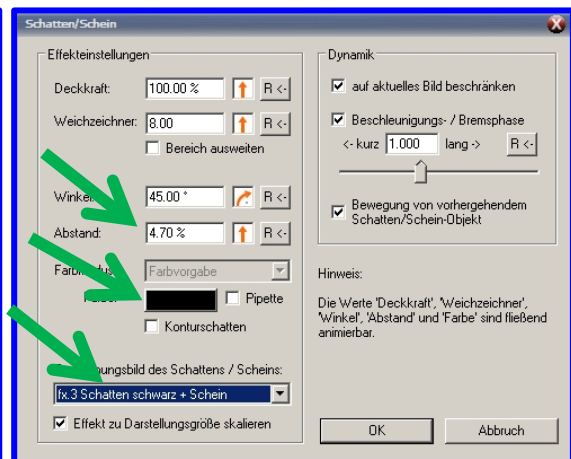 Schatten/Schein
Effekteinstellungen
Deckkraft: 100.00 % R <-
Weichzeichner: 8.00 R <-
Bereich ausweiten
45.00 ° R <-
Abstand: 4.70 % R <-
Farbvorgabe
Pipette
Konturschatten
des Schattens / Scheins:
fx.3 Schatten schwarz + Schein
Effekt zu Darstellungsgröße skalieren
Dynamik
auf aktuelles Bild beschränken
Beschleunigungs- / Bremsphase
<- kurz 1.000 lang -> R <-
Bewegung von vorhergehendem
Schatten/Schein-Objekt
Hinweis:
Die Werte 'Deckkraft', 'Weichzeichner',
'Winkel', 'Abstand' und 'Farbe' sind fließend
animierbar.
OK Abbruch